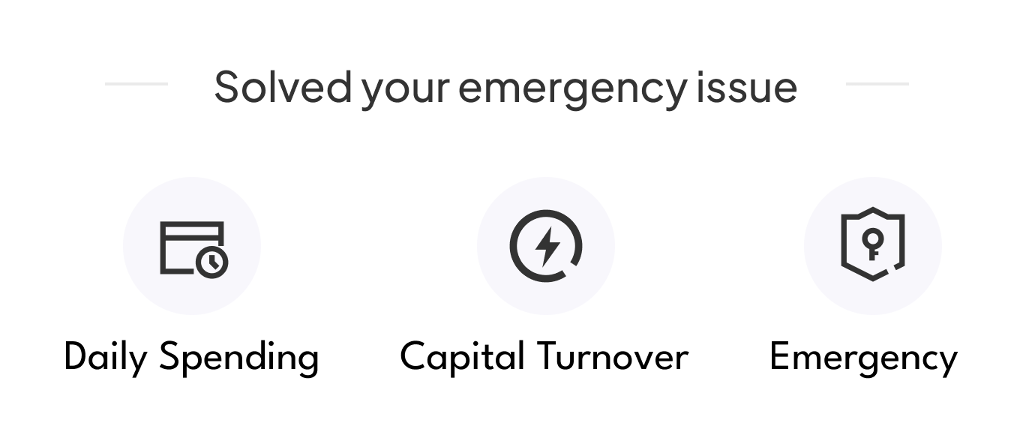 Solved your emergency issue
Daily Spending
Capital Turnover
Emergency